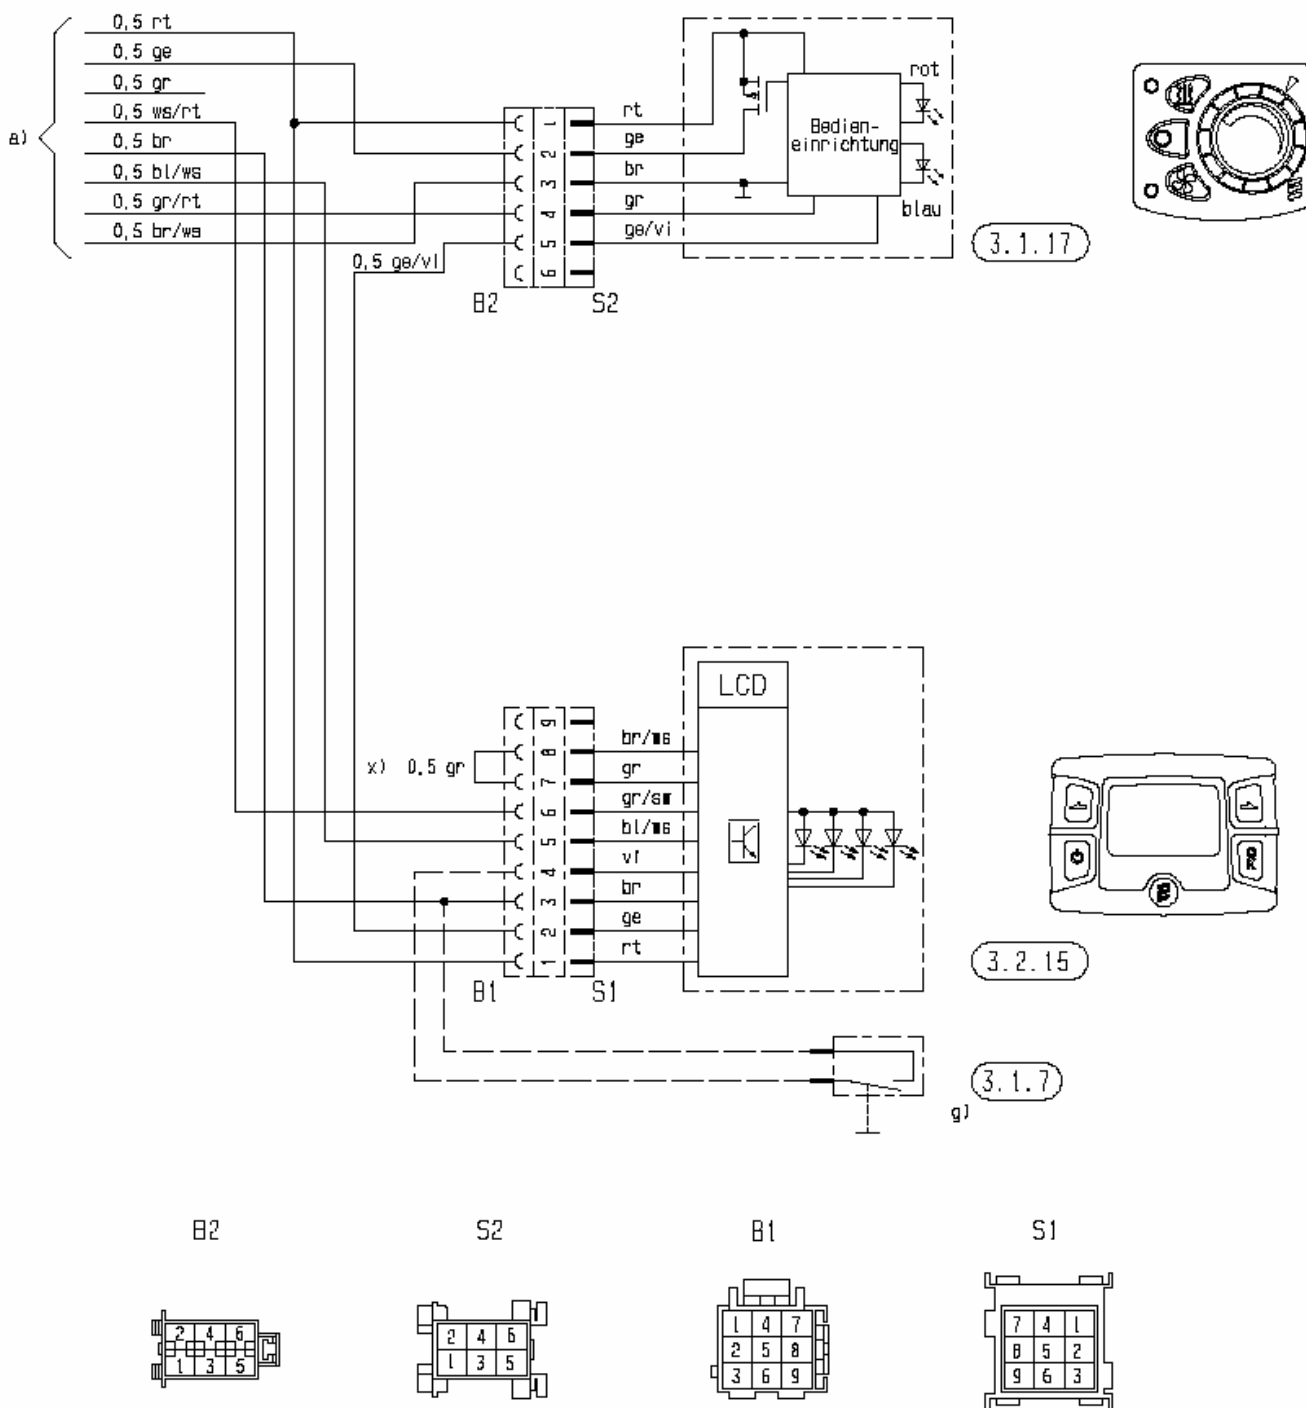 0,5 rt
0,5 ge
0,5 gr
0,5 ws/rt
a) 0,5 br
0,5 bl/ws
0,5 gr/rt
0,5 br/ws
0,5 ge/vi
1
2
3
4
5
6
B2 S2
rt
ge
br
gr
ge/vi
Bedien-
einrichtung
rot
blau
3.1.17
x) 0,5 gr
9
8
7
6
5
4
3
2
1
B1 S1
br/ws
gr
gr/sw
bl/ws
vi
br
ge
rt
LCD
3.2.15
3.1.7
g)
B2 S2 B1 S1
2 4 6
1 3 5
2 4 6
1 3 5
1 4 7
2 5 8
3 6 9
7 4 1
8 5 2
9 6 3